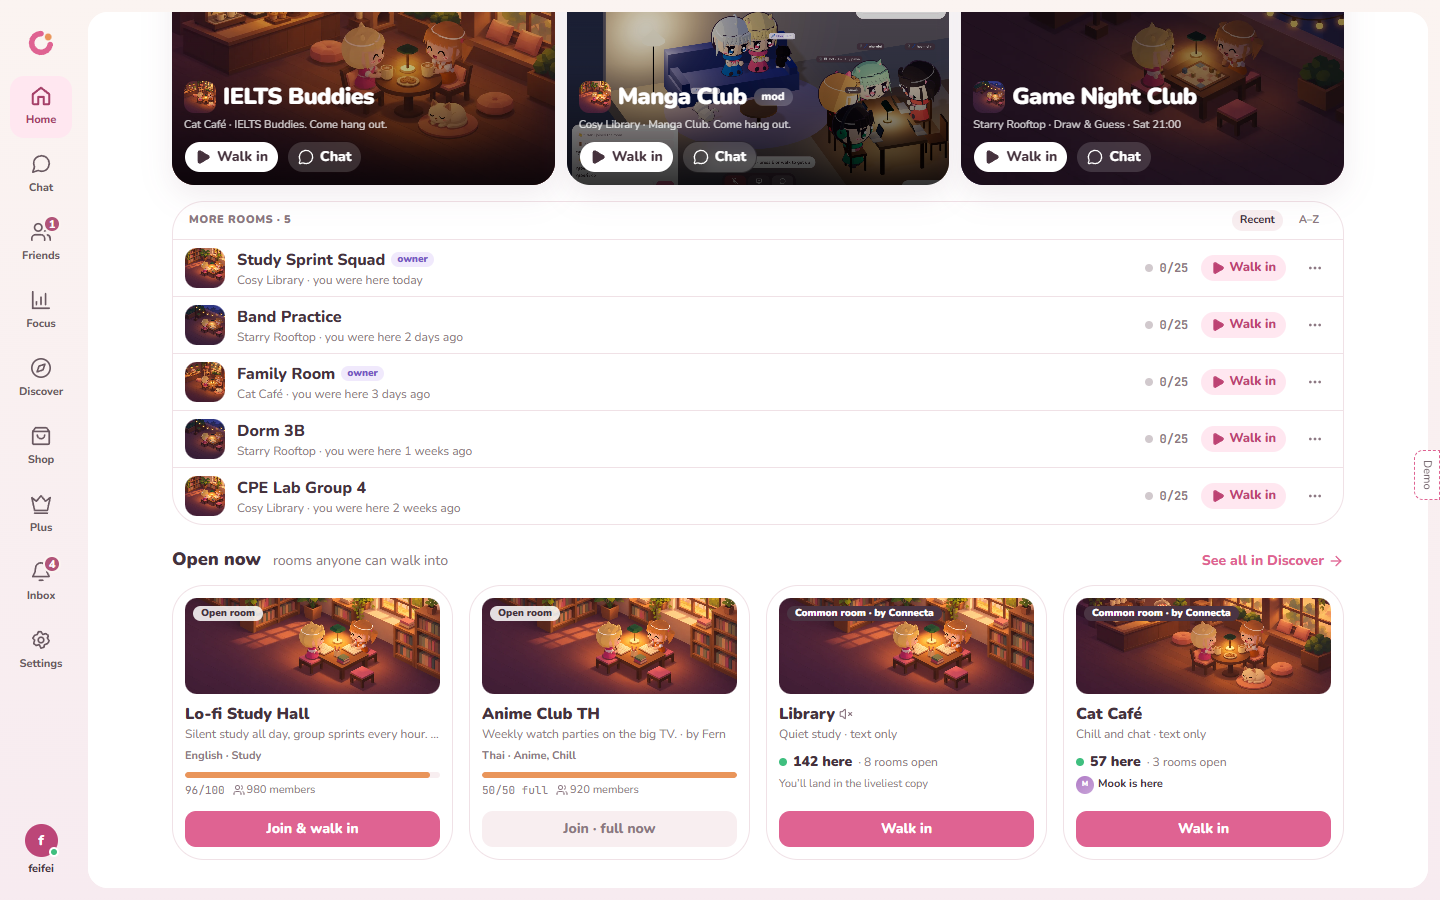 IELTS Buddies
Cat Café · IELTS Buddies. Come hang out.
Walk in
Chat
Manga Club
mod
Cosy Library · Manga Club. Come hang out.
Walk in
Chat
Game Night Club
Starry Rooftop · Draw & Guess · Sat 21:00
Walk in
Chat
Home
Chat
1
Friends
Focus
Discover
Shop
Plus
4
Inbox
Settings
f
feifei
MORE ROOMS · 5
Recent
A–Z
Study Sprint Squad owner
Cosy Library · you were here today
0/25
Walk in
Band Practice
Starry Rooftop · you were here 2 days ago
0/25
Walk in
Family Room owner
Cat Café · you were here 3 days ago
0/25
Walk in
Dorm 3B
Starry Rooftop · you were here 1 weeks ago
0/25
Walk in
CPE Lab Group 4
Cosy Library · you were here 2 weeks ago
0/25
Walk in
Demo
Open now rooms anyone can walk into
See all in Discover →
Open room
Lo-fi Study Hall
Silent study all day, group sprints every hour. ...
English · Study
96/100 980 members
Join & walk in
Open room
Anime Club TH
Weekly watch parties on the big TV. · by Fern
Thai · Anime, Chill
50/50 full 920 members
Join · full now
Common room · by Connecta
Library
Quiet study · text only
142 here · 8 rooms open
You'll land in the liveliest copy
Walk in
Common room · by Connecta
Cat Café
Chill and chat · text only
57 here · 3 rooms open
M Mook is here
Walk in